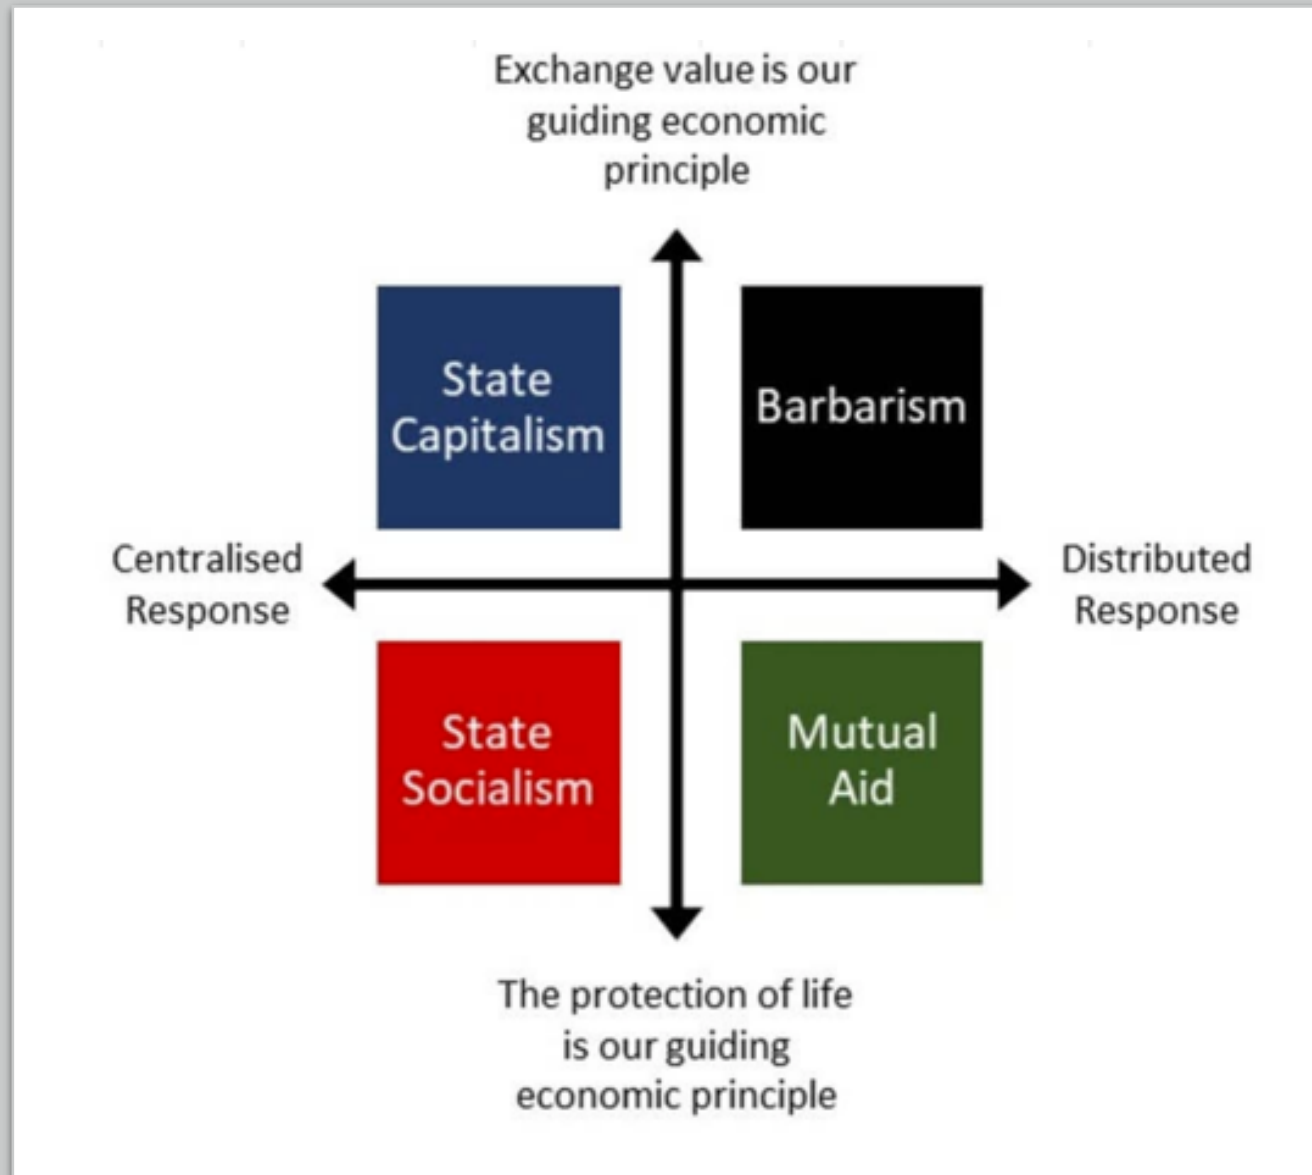 Exchange value is our
guiding economic
principle
State
Capitalism
Barbarism
Centralised
Response
Distributed
Response
State
Socialism
Mutual
Aid
The protection of life
is our guiding
economic principle